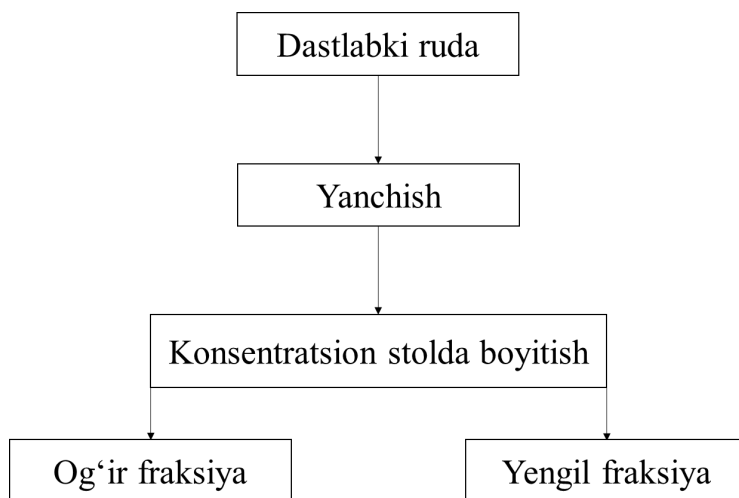 Dastlabki ruda
Yanchish
Konsentratsion stolda boyitish
Og‘ir fraksiya
Yengil fraksiya